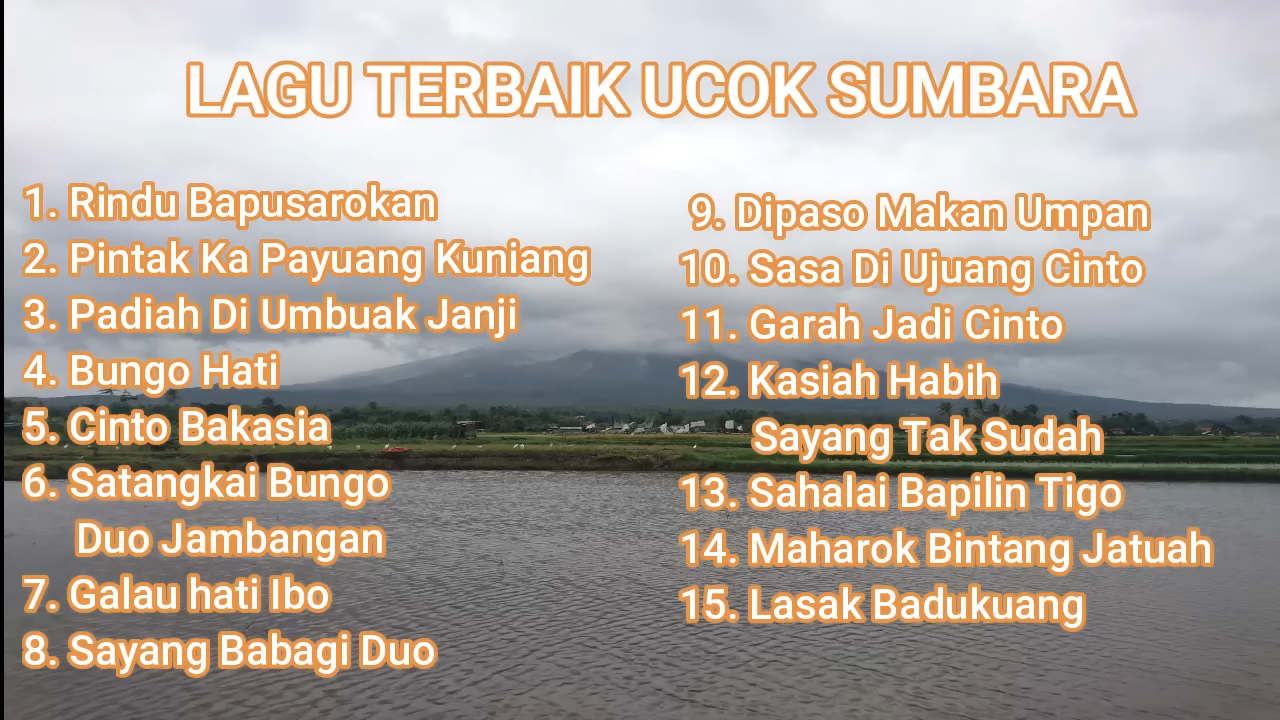 LAGU TERBAIK UCOK SUMBARA
1. Rindu Bapusarokan
2. Pintak Ka Payuang Kuniang
3. Padiah Di Umbuak Janji
4. Bungo Hati
5. Cinto Bakasia
6. Satangkai Bungo
Duo Jambangan
7. Galau hati Ibo
8. Sayang Babagi Duo
9. Dipaso Makan Umpan
10. Sasa Di Ujuang Cinto
11. Garah Jadi Cinto
12. Kasiah Habih
Sayang Tak Sudah
13. Sahalai Bapilin Tigo
14. Maharok Bintang Jatuah
15. Lasak Badukuang